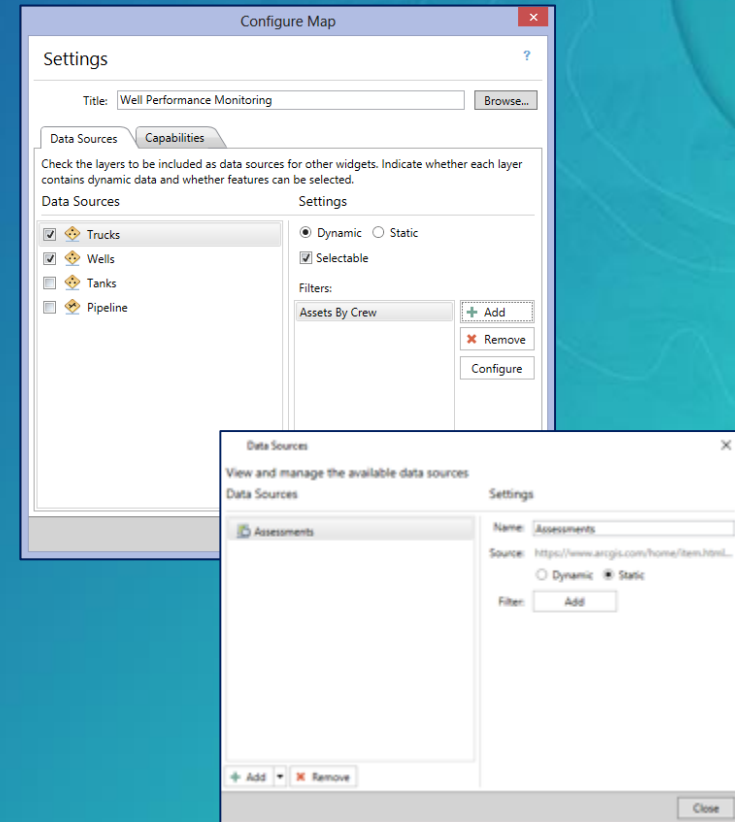 Configure Map
Settings
?
Title: Well Performance Monitoring Browse...
Data Sources Capabilities
Check the layers to be included as data sources for other widgets. Indicate whether each layer
contains dynamic data and whether features can be selected.
Data Sources Settings
Trucks Dynamic Static
Wells Selectable
Tanks Filters:
Pipeline Assets By Crew Add
Remove
Configure
Data Sources
View and manage the available data sources
Data Sources Settings
Assessments Name: Assessments
Source: https://www.arcgis.com/home/item.html...
Dynamic Static
Filter: Add
Add Remove
Close